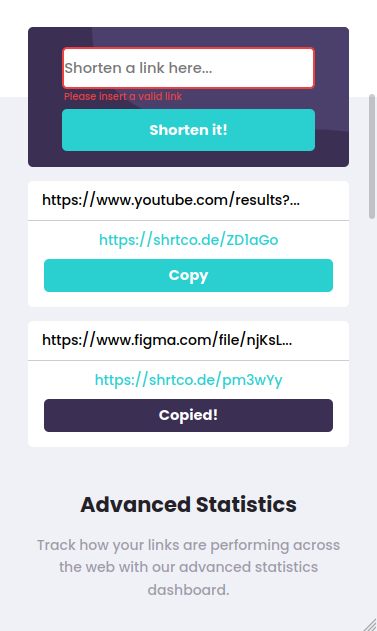 Shorten a link here...
Please insert a valid link
Shorten it!
https://www.youtube.com/results?...
https://shrtco.de/ZD1aGo
Copy
https://www.figma.com/file/njKsL...
https://shrtco.de/pm3wYy
Copied!
Advanced Statistics
Track how your links are performing across
the web with our advanced statistics
dashboard.